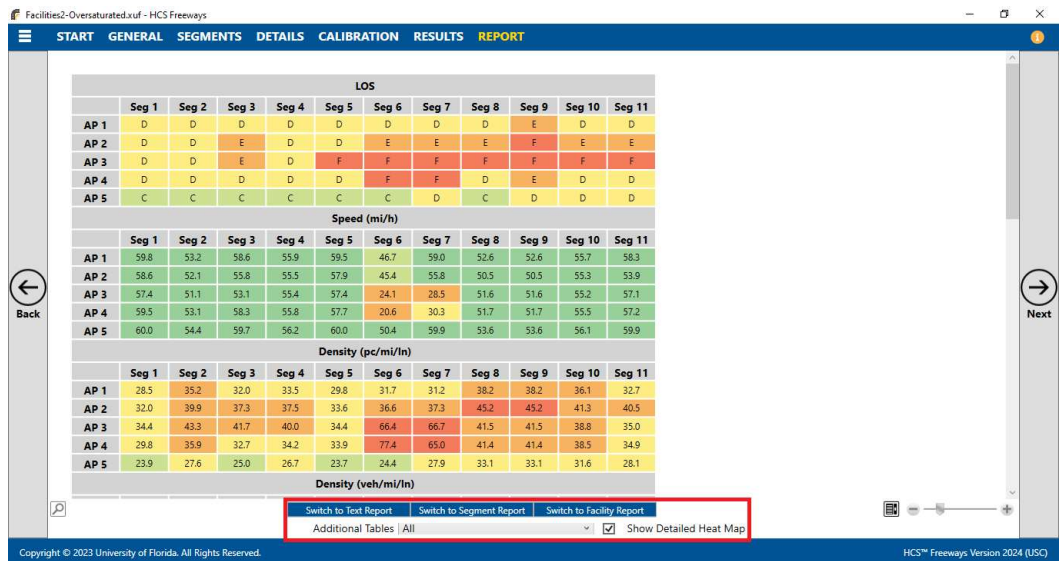 Facilities2-Oversaturated.xuf - HCS Freeways
START GENERAL SEGMENTS DETAILS CALIBRATION RESULTS REPORT
LOS
Seg 1 Seg 2 Seg 3 Seg 4 Seg 5 Seg 6 Seg 7 Seg 8 Seg 9 Seg 10 Seg 11
AP 1 D D D D D D D D E D D
AP 2 D D E D D E E E F E E
AP 3 D D E D F F F F F F F
AP 4 D D D D D F F D E D D
AP 5 C C C C C C D C D D D
Speed (mi/h)
Seg 1 Seg 2 Seg 3 Seg 4 Seg 5 Seg 6 Seg 7 Seg 8 Seg 9 Seg 10 Seg 11
AP 1 59.8 53.2 58.6 55.9 59.5 46.7 59.0 52.6 52.6 55.7 58.3
AP 2 58.6 52.1 55.8 55.5 57.9 45.4 55.8 50.5 50.5 55.3 53.9
AP 3 57.4 51.1 53.1 55.4 57.4 24.1 28.5 51.6 51.6 55.2 57.1
AP 4 59.5 53.1 58.3 55.8 57.7 20.6 30.3 51.7 51.7 55.5 57.2
AP 5 60.0 54.4 59.7 56.2 60.0 50.4 59.9 53.6 53.6 56.1 59.9
Density (pc/mi/ln)
Seg 1 Seg 2 Seg 3 Seg 4 Seg 5 Seg 6 Seg 7 Seg 8 Seg 9 Seg 10 Seg 11
AP 1 28.5 35.2 32.0 33.5 29.8 31.7 31.2 38.2 38.2 36.1 32.7
AP 2 32.0 39.9 37.3 37.5 33.6 36.6 37.3 45.2 45.2 41.3 40.5
AP 3 34.4 43.3 41.7 40.0 34.4 66.4 66.7 41.5 41.5 38.8 35.0
AP 4 29.8 35.9 32.7 34.2 33.9 77.4 65.0 41.4 41.4 38.5 34.9
AP 5 23.9 27.6 25.0 26.7 23.7 24.4 27.9 33.1 33.1 31.6 28.1
Density (veh/mi/ln)
Back
Next
Switch to Text Report Switch to Segment Report Switch to Facility Report
Additional Tables All Show Detailed Heat Map
Copyright © 2023 University of Florida. All Rights Reserved. HCS™ Freeways Version 2024 (USC)